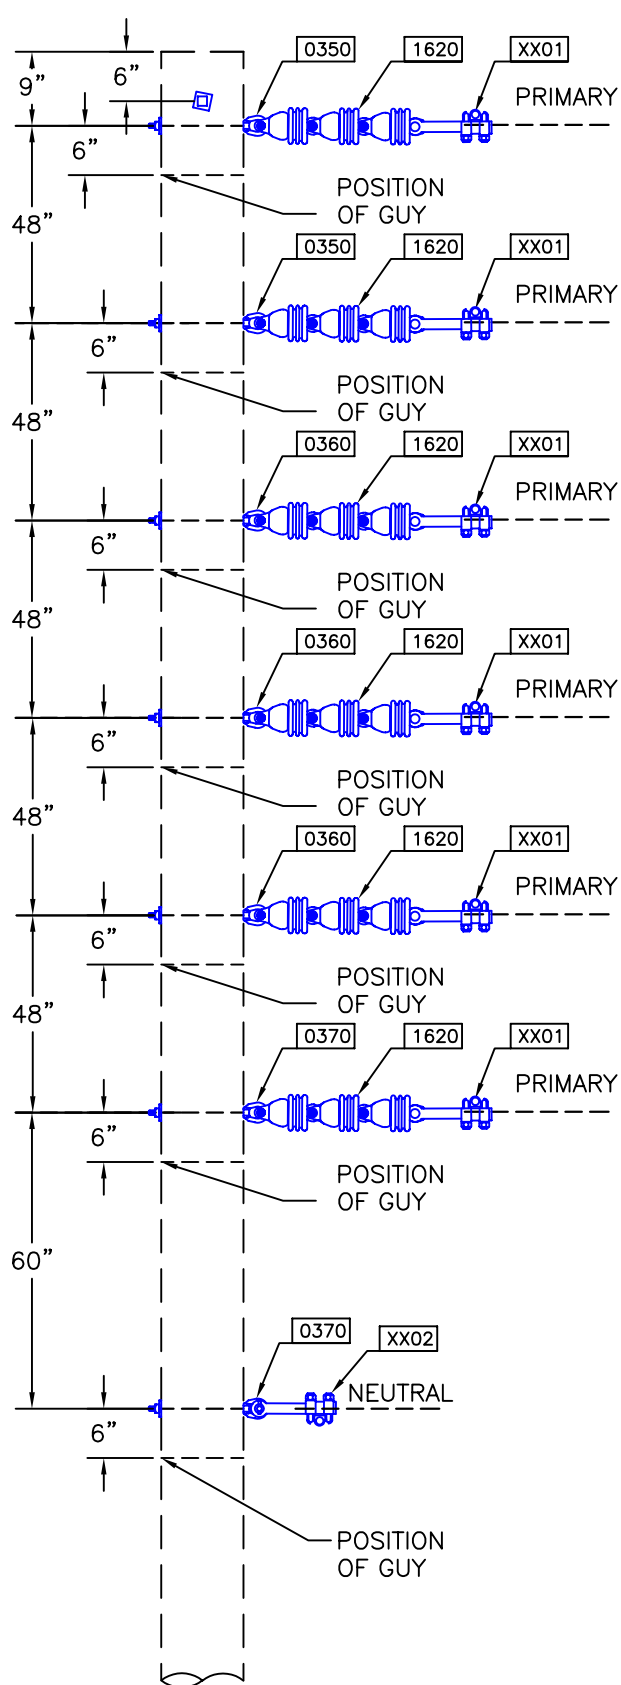 0350 1620 XX01
9” 6” PRIMARY
6”
POSITION
OF GUY
48”
0350 1620 XX01
PRIMARY
6”
POSITION
OF GUY
48”
0360 1620 XX01
PRIMARY
6”
POSITION
OF GUY
48”
0360 1620 XX01
PRIMARY
6”
POSITION
OF GUY
48”
0360 1620 XX01
PRIMARY
6”
POSITION
OF GUY
48”
0370 1620 XX01
PRIMARY
6”
POSITION
OF GUY
60”
0370 XX02
NEUTRAL
6”
POSITION
OF GUY